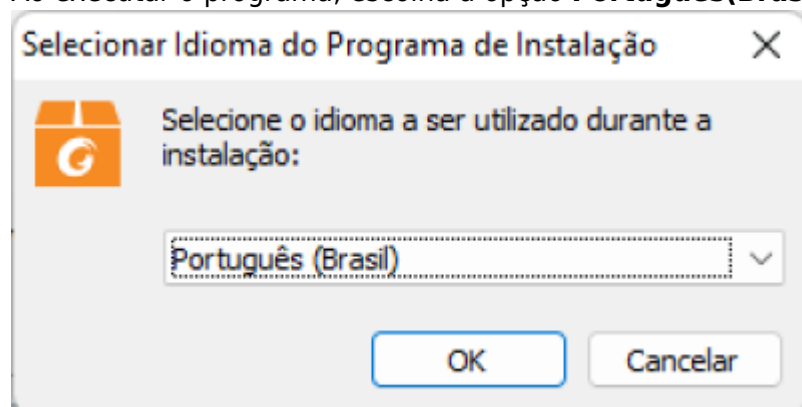 Selecionar Idioma do Programa de Instalação
Selecione o idioma a ser utilizado durante a
instalação:
Português (Brasil)
OK
Cancelar